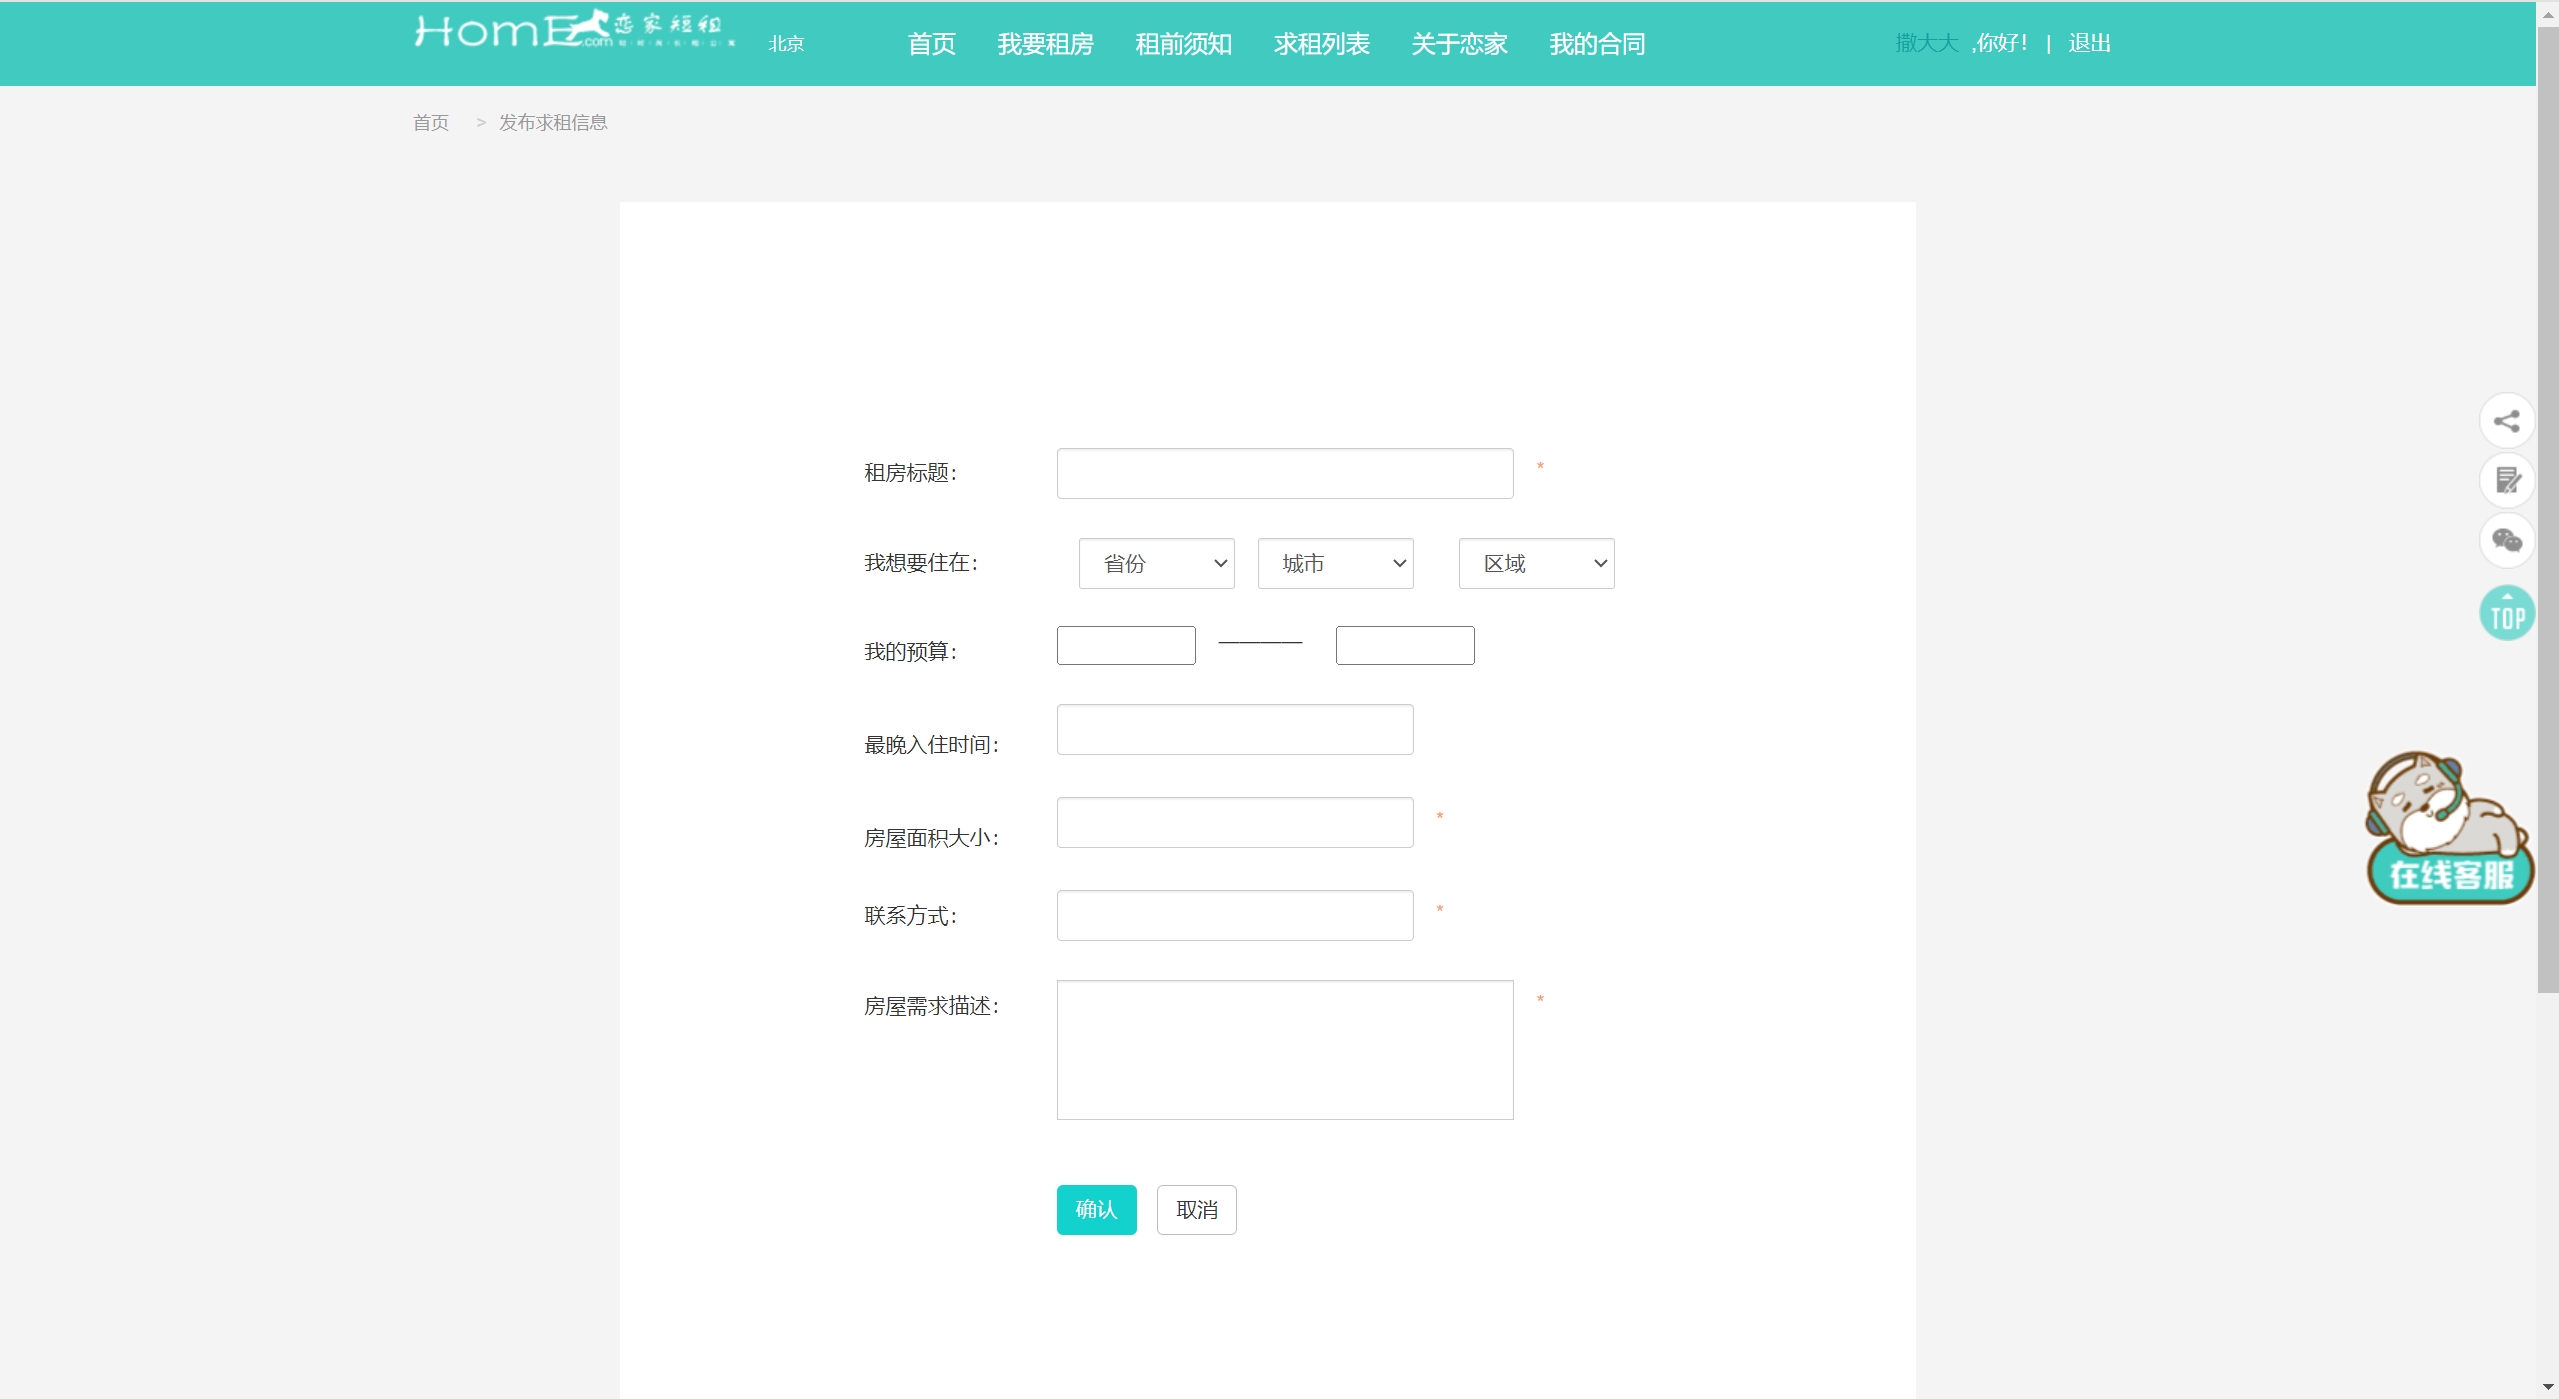 HomE.com 恋家短租
北京
首页 我要租房 租前须知 求租列表 关于恋家 我的合同
撒大大 ,你好! | 退出
首页 > 发布求租信息
租房标题: *
我想要住在: 省份 城市 区域
我的预算: ————
最晚入住时间:
房屋面积大小: *
联系方式: *
房屋需求描述: *
确认 取消
TOP
在线客服